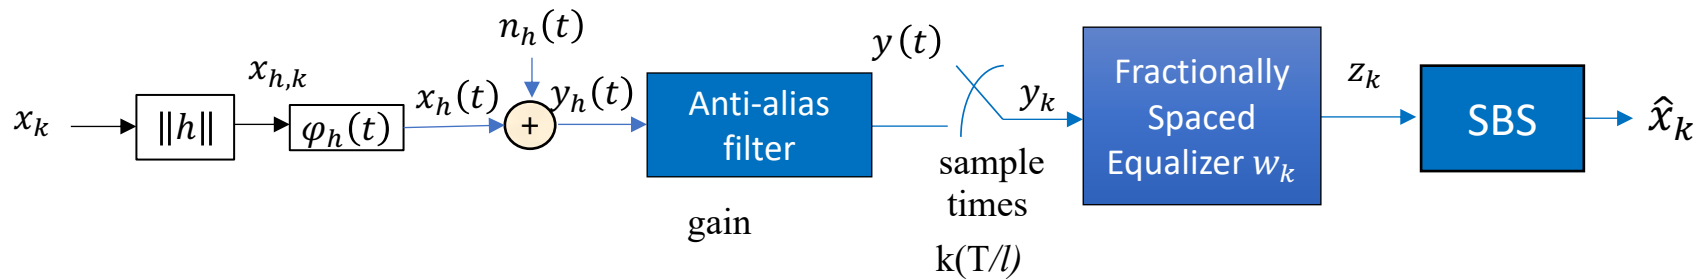 x_k
‖h‖
x_{h,k}
φ_h(t)
x_h(t)
n_h(t)
+
y_h(t)
Anti-alias
filter
gain
y(t)
sample
times
k(T/l)
y_k
Fractionally
Spaced
Equalizer w_k
z_k
SBS
x̂_k